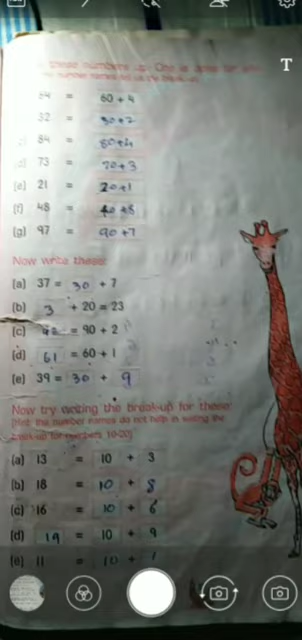 these numbers up. One is done for
64 = 60 + 4
32 = 30+2
84 = 80+4
(d) 73 = 70+3
(e) 21 = 20+1
(f) 48 = 40+8
(g) 97 = 90+7
Now write these:
(a) 37 = 30 + 7
(b) 3 + 20 = 23
(c) 92 = 90 + 2
(d) 61 = 60 + 1
(e) 39 = 30 + 9
Now try writing the break-up for these:
(Hint: the number names do not help in writing the
break-up for numbers 10-20)
(a) 13 = 10 + 3
(b) 18 = 10 + 8
(c) 16 = 10 + 6
(d) 19 = 10 + 9
(e) 11 = 10 + 1
T